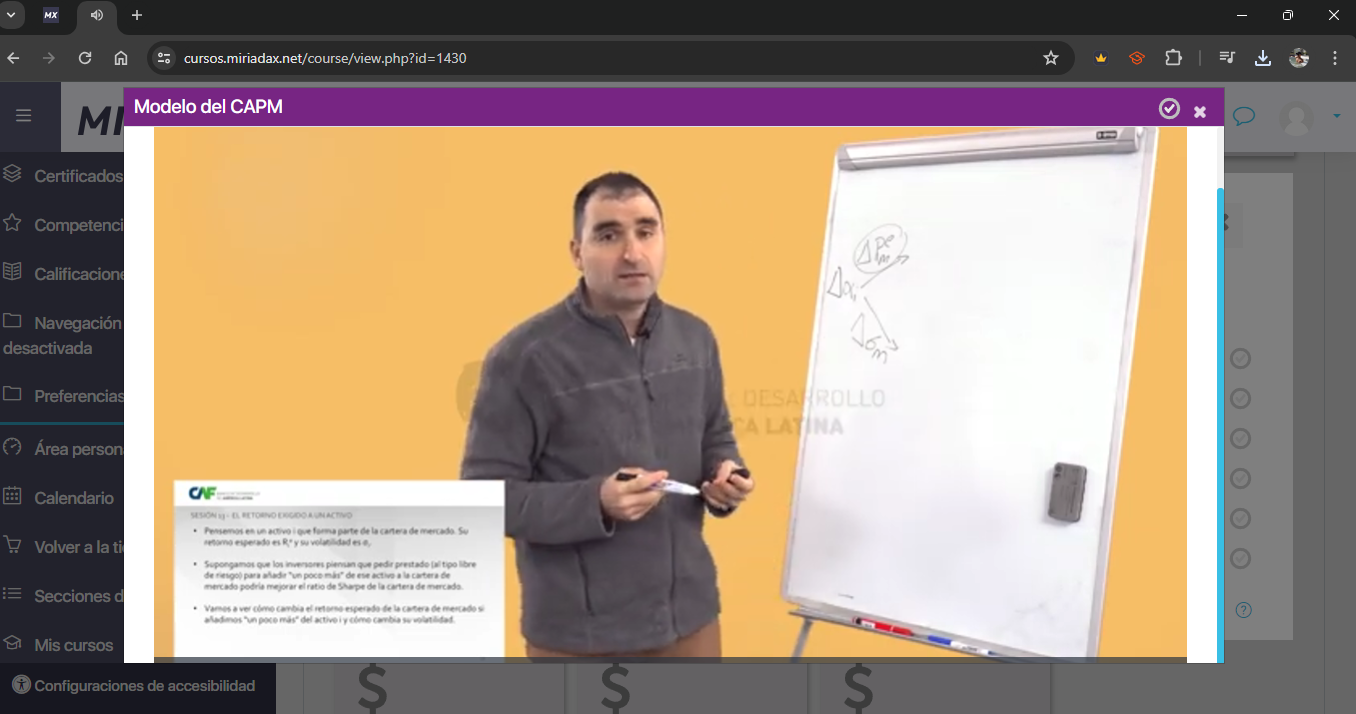 MX
cursos.miriadax.net/course/view.php?id=1430
Modelo del CAPM
Certificados
Competenci
Calificacione
Navegación
desactivada
Preferencias
Área person
Calendario
Volver a la ti
Secciones d
Mis cursos
Configuraciones de accesibilidad
DESARROLLO
CA LATINA
CAF
SESIÓN 13 - EL RETORNO EXIGIDO A UN ACTIVO
• Pensemos en un activo i que forma parte de la cartera de mercado. Su
retorno esperado es Rᵢᵉ y su volatilidad es σᵢ.
• Supongamos que los inversores piensan que pedir prestado (al tipo libre
de riesgo) para añadir "un poco más" de ese activo a la cartera de
mercado podría mejorar el ratio de Sharpe de la cartera de mercado.
• Vamos a ver cómo cambia el retorno esperado de la cartera de mercado si
añadimos "un poco más" del activo i y cómo cambia su volatilidad.
$ $ $